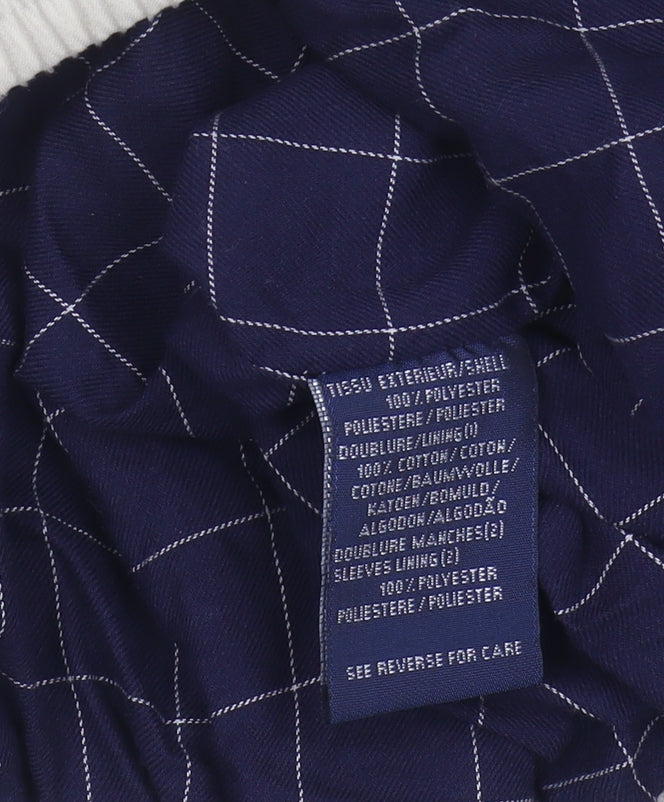 TISSU EXTERIEUR/SHELL
100% POLYESTER
POLIESTERE/POLIESTER
DOUBLURE/LINING(1)
100% COTTON/COTON/
COTONE/BAUMWOLLE/
KATOEN/BOMULD/
ALGODON/ALGODÃO
DOUBLURE MANCHES(2)
SLEEVES LINING(2)
100% POLYESTER
POLIESTERE/POLIESTER
SEE REVERSE FOR CARE